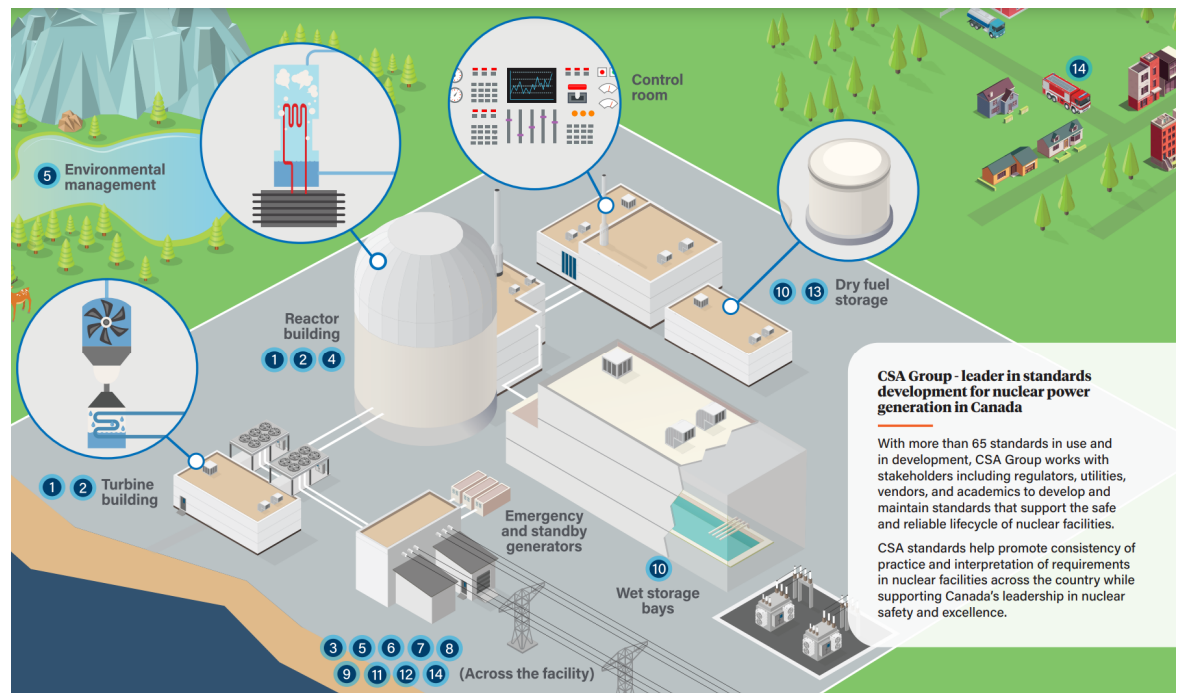 Control
room
14
5 Environmental
management
10 13 Dry fuel
storage
Reactor
building
1 2 4
CSA Group - leader in standards
development for nuclear power
generation in Canada
With more than 65 standards in use and
in development, CSA Group works with
stakeholders including regulators, utilities,
vendors, and academics to develop and
maintain standards that support the safe
and reliable lifecycle of nuclear facilities.
CSA standards help promote consistency of
practice and interpretation of requirements
in nuclear facilities across the country while
supporting Canada's leadership in nuclear
safety and excellence.
1 2 Turbine
building
Emergency
and standby
generators
10
Wet storage
bays
3 5 6 7 8
9 11 12 14 (Across the facility)